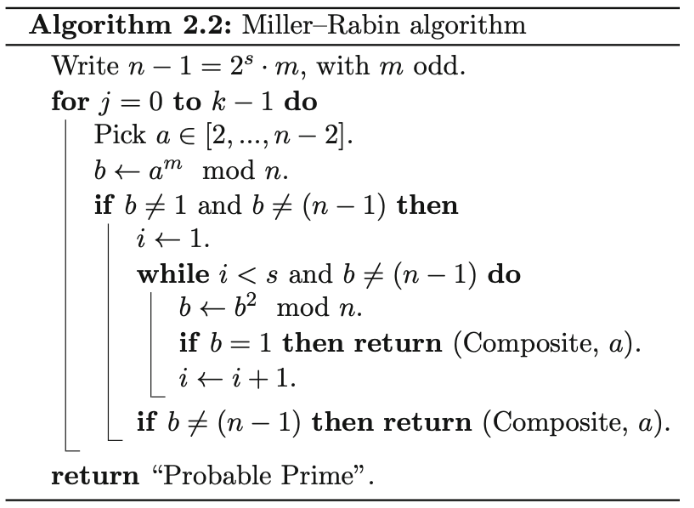 Algorithm 2.2: Miller–Rabin algorithm
Write n − 1 = 2^s · m, with m odd.
for j = 0 to k − 1 do
Pick a ∈ [2, ..., n − 2].
b ← a^m mod n.
if b ≠ 1 and b ≠ (n − 1) then
i ← 1.
while i < s and b ≠ (n − 1) do
b ← b² mod n.
if b = 1 then return (Composite, a).
i ← i + 1.
if b ≠ (n − 1) then return (Composite, a).
return “Probable Prime”.